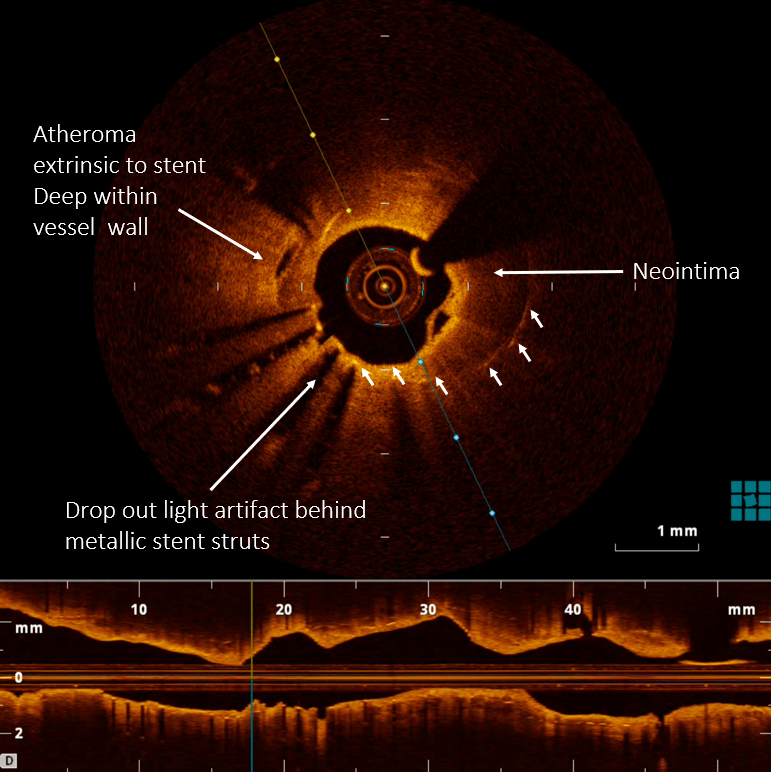 Atheroma
extrinsic to stent
Deep within
vessel wall
Neointima
Drop out light artifact behind
metallic stent struts
1 mm
10 20 30 40 mm
mm
0
2
D